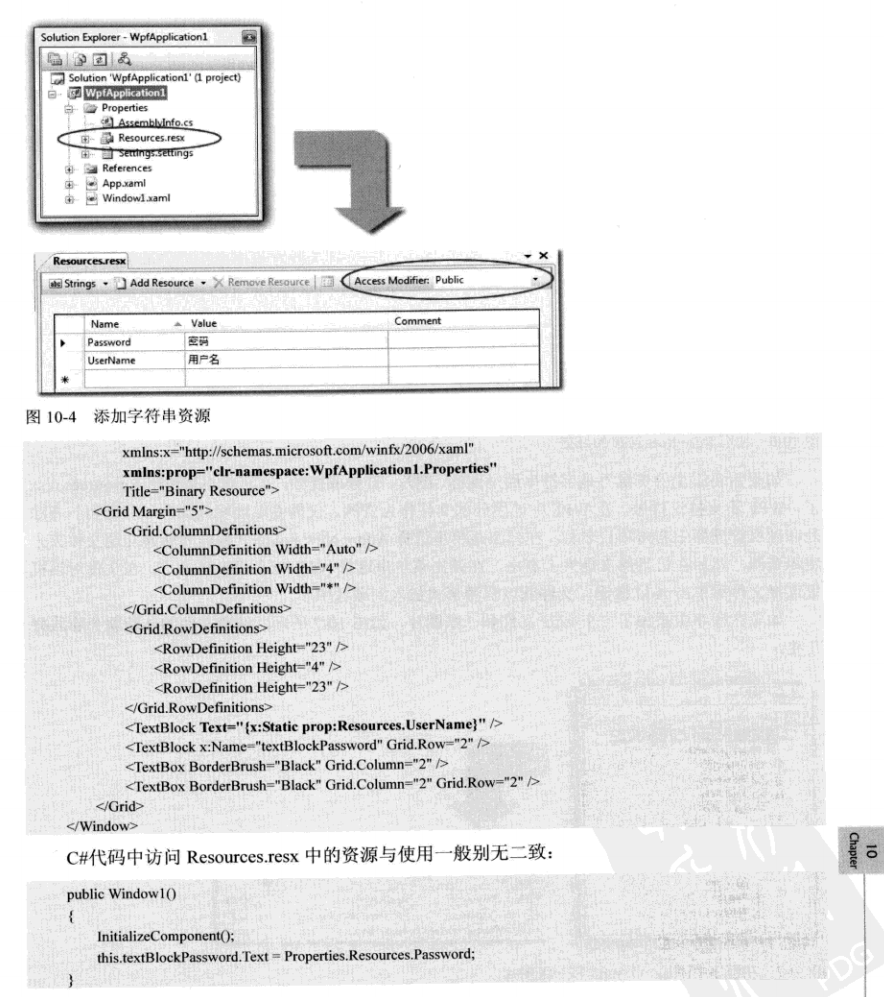 Solution Explorer - WpfApplication1
Solution 'WpfApplication1' (1 project)
WpfApplication1
Properties
AssemblyInfo.cs
Resources.resx
Settings.settings
References
App.xaml
Window1.xaml
Resources.resx
Strings
Add Resource
Remove Resource
Access Modifier: Public
Name Value Comment
Password 密码
UserName 用户名
图 10-4 添加字符串资源
xmlns:x="http://schemas.microsoft.com/winfx/2006/xaml"
xmlns:prop="clr-namespace:WpfApplication1.Properties"
Title="Binary Resource">
<Grid Margin="5">
<Grid.ColumnDefinitions>
<ColumnDefinition Width="Auto" />
<ColumnDefinition Width="4" />
<ColumnDefinition Width="*" />
</Grid.ColumnDefinitions>
<Grid.RowDefinitions>
<RowDefinition Height="23" />
<RowDefinition Height="4" />
<RowDefinition Height="23" />
</Grid.RowDefinitions>
<TextBlock Text="{x:Static prop:Resources.UserName}" />
<TextBlock x:Name="textBlockPassword" Grid.Row="2" />
<TextBox BorderBrush="Black" Grid.Column="2" />
<TextBox BorderBrush="Black" Grid.Column="2" Grid.Row="2" />
</Grid>
</Window>
C#代码中访问 Resources.resx 中的资源与使用一般别无二致：
public Window1()
{
InitializeComponent();
this.textBlockPassword.Text = Properties.Resources.Password;
}
10
Chapter
PDG